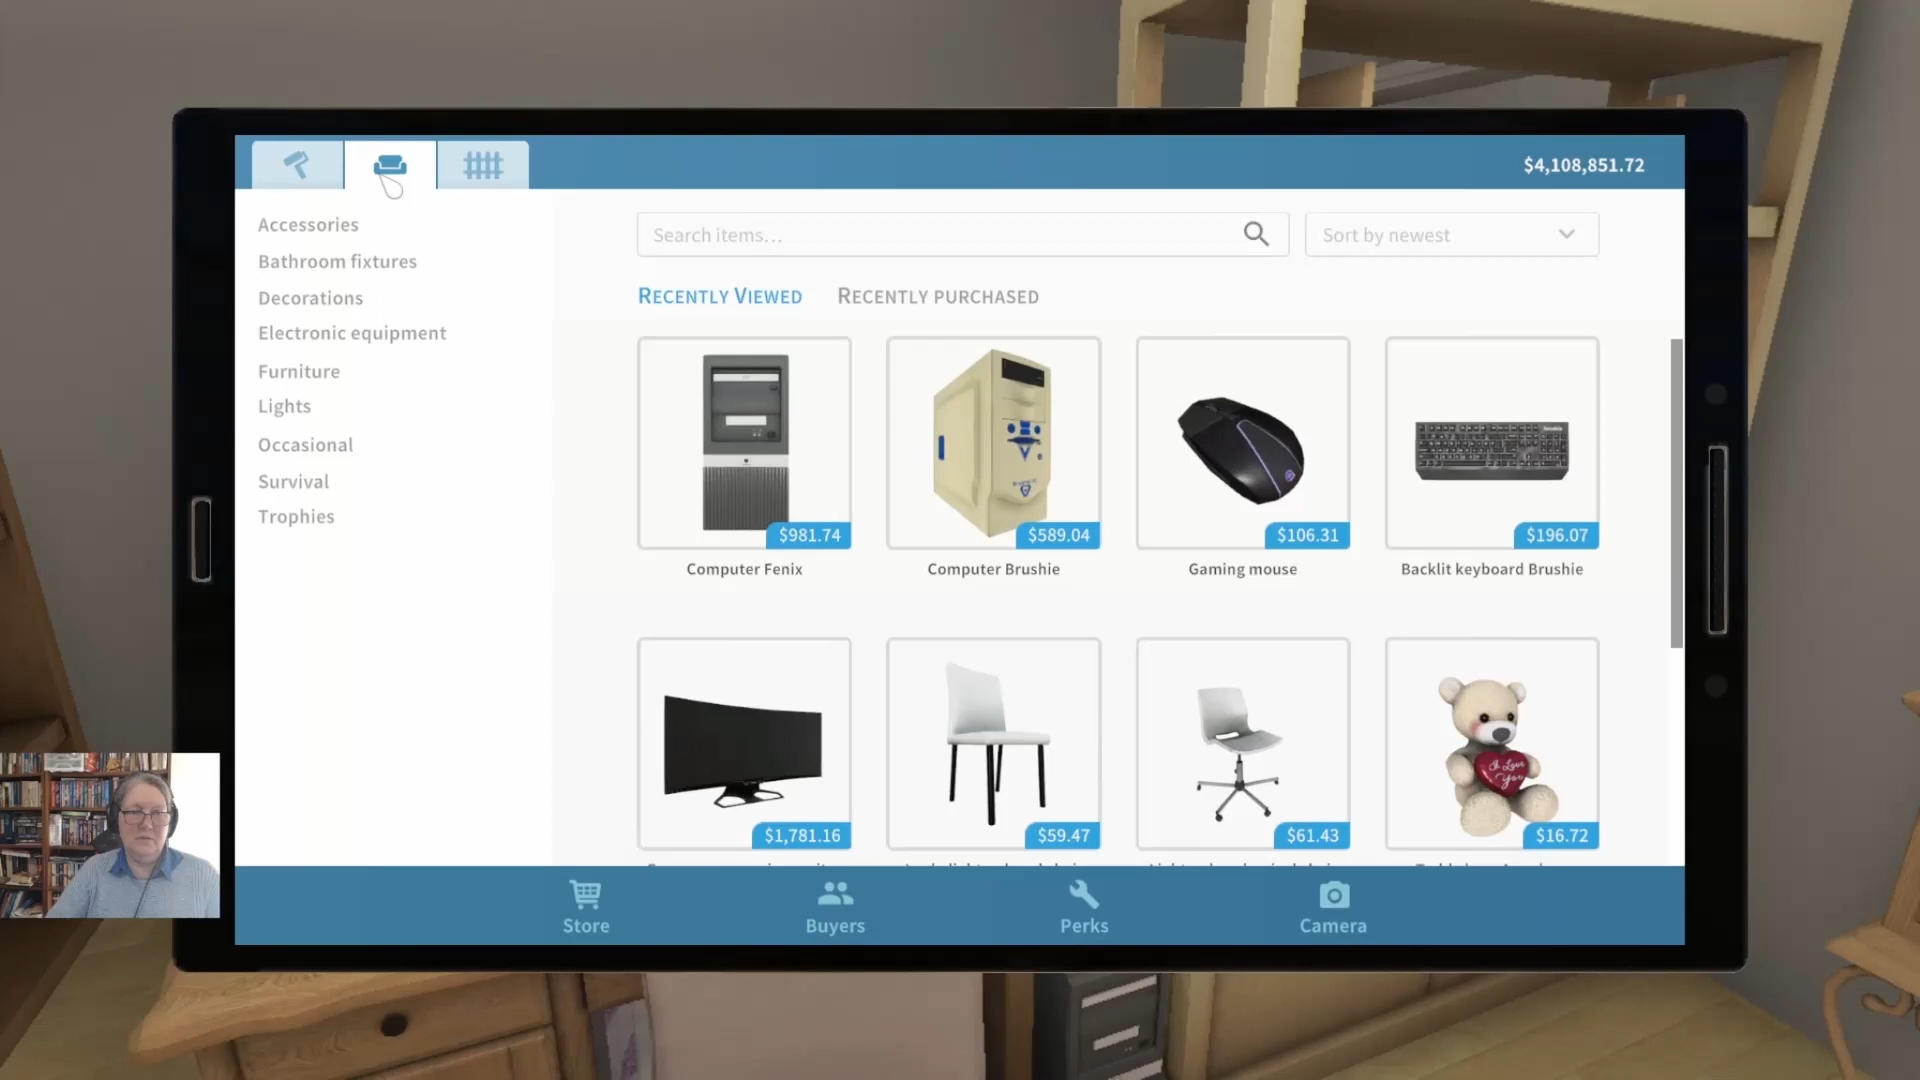 $4,108,851.72
Accessories
Bathroom fixtures
Decorations
Electronic equipment
Furniture
Lights
Occasional
Survival
Trophies
Search items...
Sort by newest
RECENTLY VIEWED
RECENTLY PURCHASED
$981.74
$589.04
$106.31
$196.07
Computer Fenix
Computer Brushie
Gaming mouse
Backlit keyboard Brushie
I Love
You
$1,781.16
$59.47
$61.43
$16.72
Store
Buyers
Perks
Camera